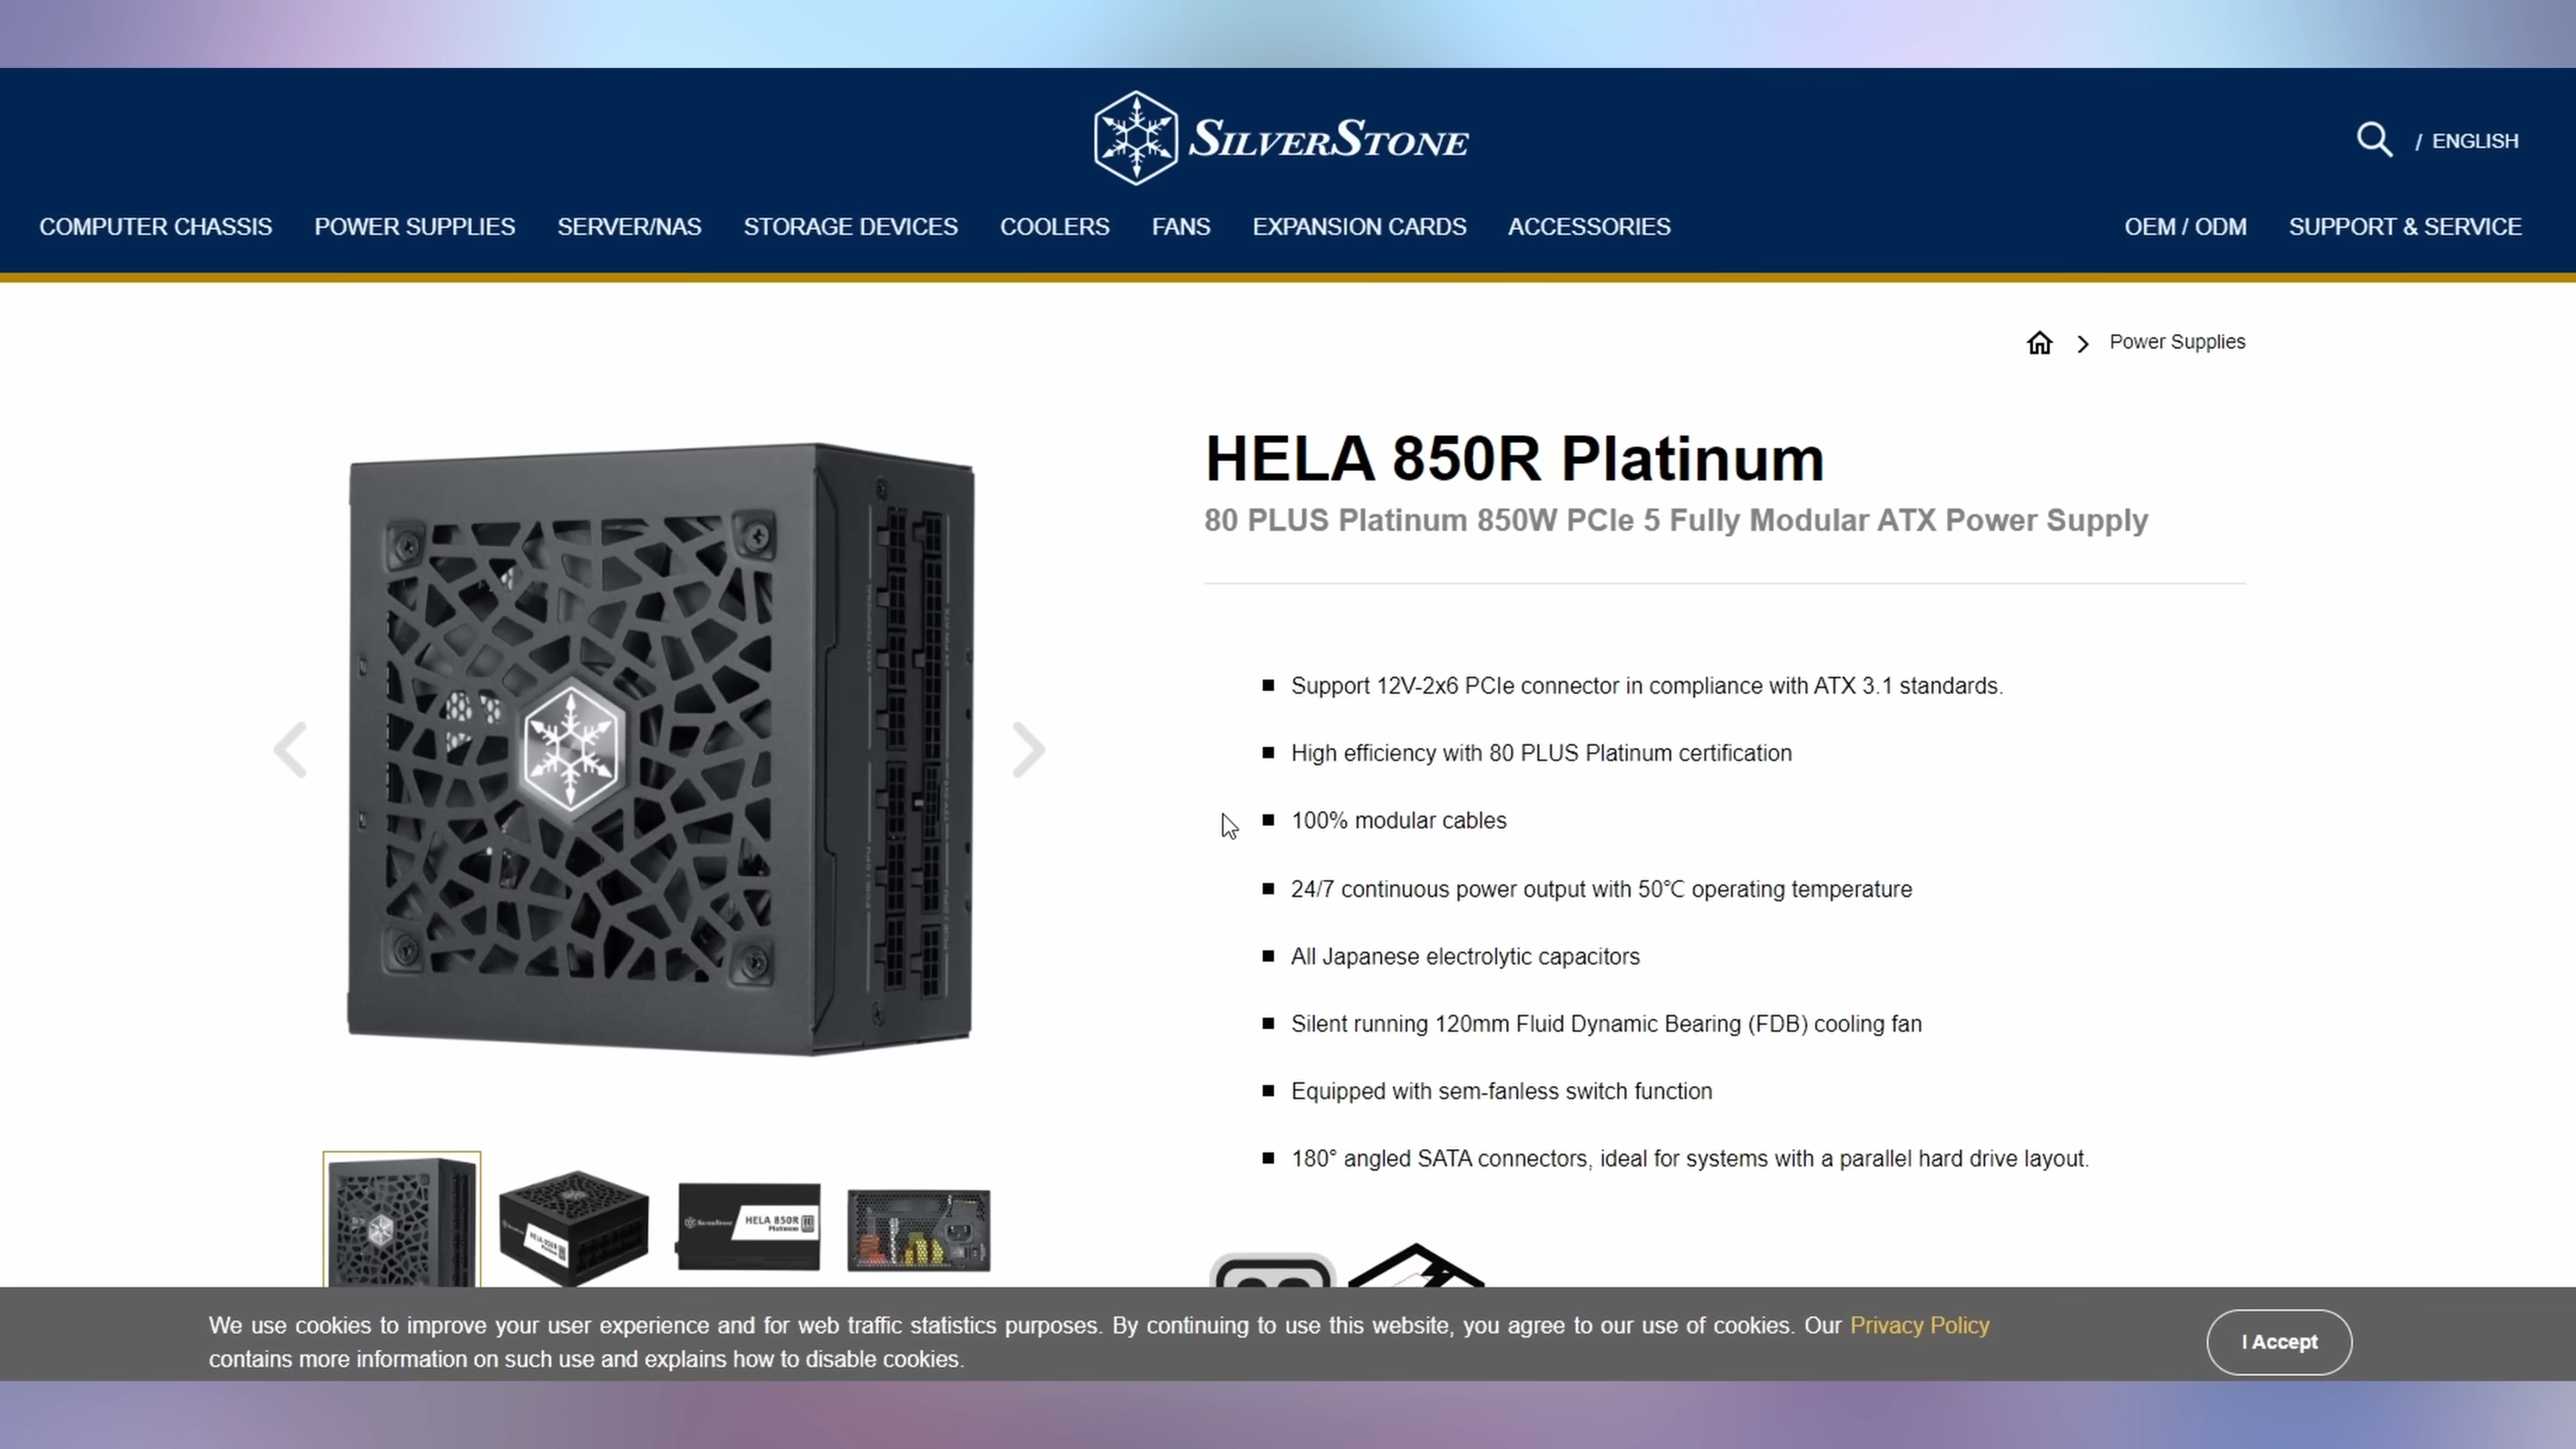 SILVERSTONE
/ ENGLISH
COMPUTER CHASSIS POWER SUPPLIES SERVER/NAS STORAGE DEVICES COOLERS FANS EXPANSION CARDS ACCESSORIES OEM / ODM SUPPORT & SERVICE
Power Supplies
HELA 850R Platinum
80 PLUS Platinum 850W PCIe 5 Fully Modular ATX Power Supply
Support 12V-2x6 PCIe connector in compliance with ATX 3.1 standards.
High efficiency with 80 PLUS Platinum certification
100% modular cables
24/7 continuous power output with 50℃ operating temperature
All Japanese electrolytic capacitors
Silent running 120mm Fluid Dynamic Bearing (FDB) cooling fan
Equipped with sem-fanless switch function
180° angled SATA connectors, ideal for systems with a parallel hard drive layout.
HELA 850R
Platinum
SilverStone
HELA 850R
Platinum
We use cookies to improve your user experience and for web traffic statistics purposes. By continuing to use this website, you agree to our use of cookies. Our Privacy Policy
contains more information on such use and explains how to disable cookies.
I Accept